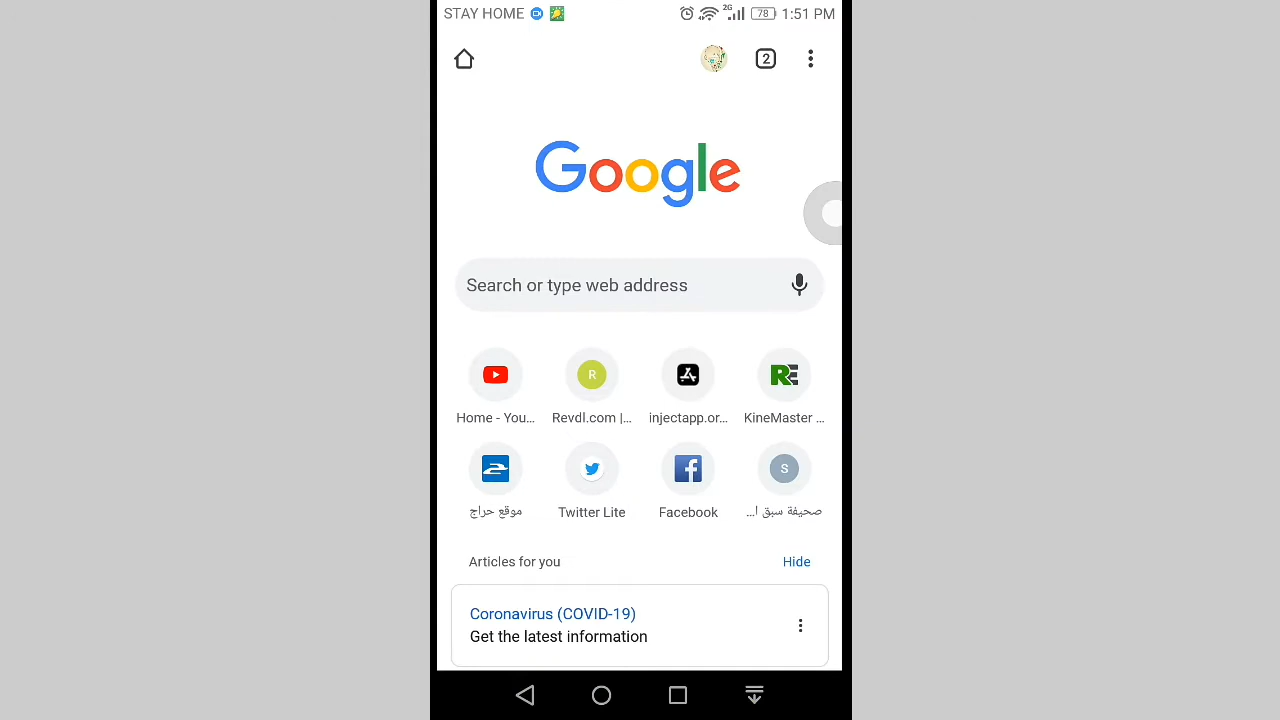 STAY HOME 2G 78 1:51 PM
2
Google
Search or type web address
R
Home - You... Revdl.com |... injectapp.or... KineMaster ...
S
موقع حراج Twitter Lite Facebook صحيفة سبق ا...
Articles for you Hide
Coronavirus (COVID-19)
Get the latest information